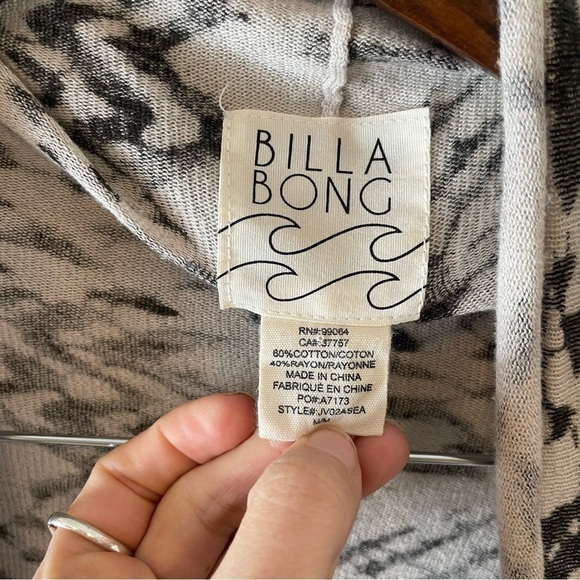 BILLA
BONG
RN#:99064
CA#:37757
60%COTTON/COTON
40%RAYON/RAYONNE
MADE IN CHINA
FABRIQUÉ EN CHINE
PO#:A7173
STYLE#:JV02ASEA
M/M